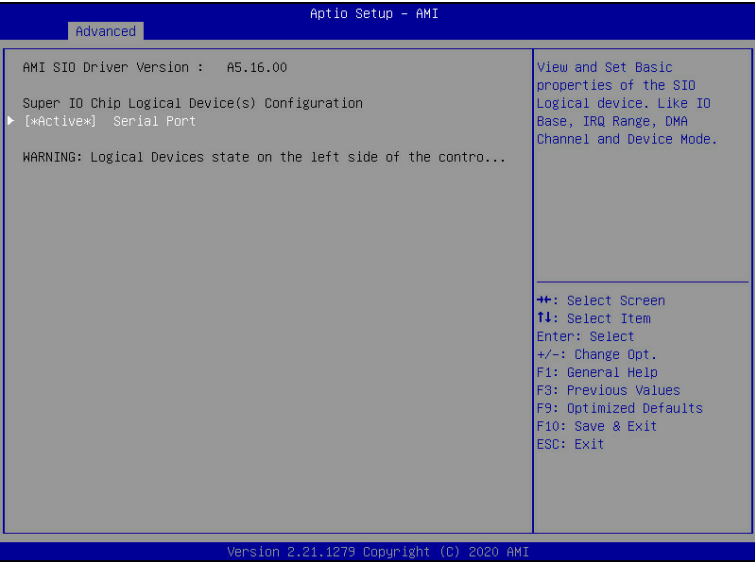 Aptio Setup – AMI
Advanced
AMI SIO Driver Version : A5.16.00
Super IO Chip Logical Device(s) Configuration
[*Active*] Serial Port
WARNING: Logical Devices state on the left side of the contro...
View and Set Basic
properties of the SIO
Logical device. Like IO
Base, IRQ Range, DMA
Channel and Device Mode.
→←: Select Screen
↑↓: Select Item
Enter: Select
+/-: Change Opt.
F1: General Help
F3: Previous Values
F9: Optimized Defaults
F10: Save & Exit
ESC: Exit
Version 2.21.1279 Copyright (C) 2020 AMI